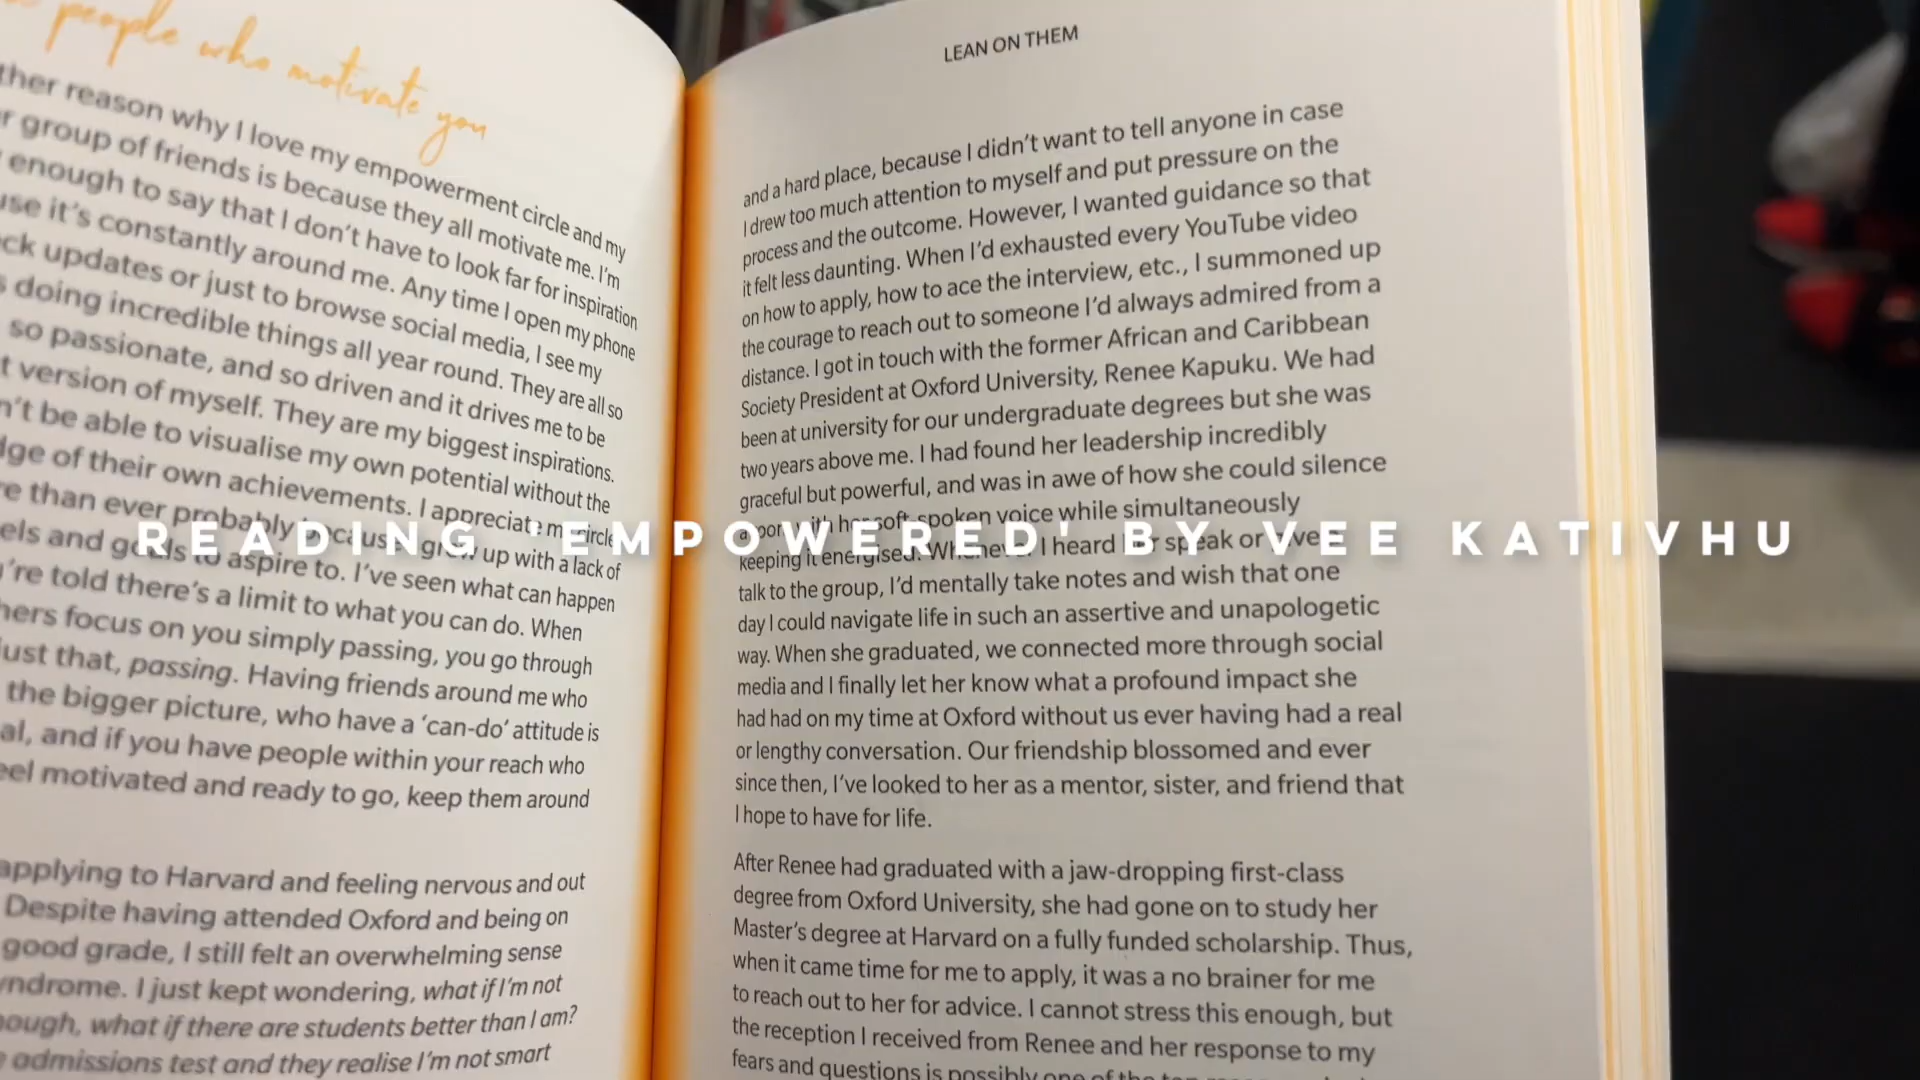 people who motivate you
ther reason why I love my empowerment circle and my
r group of friends is because they all motivate me. I'm
enough to say that I don't have to look far for inspiration
use it's constantly around me. Any time I open my phone
ck updates or just to browse social media, I see my
s doing incredible things all year round. They are all so
so passionate, and so driven and it drives me to be
t version of myself. They are my biggest inspirations.
n't be able to visualise my own potential without the
dge of their own achievements. I appreciate my circle
re than ever probably because I grew up with a lack of
els and goals to aspire to. I've seen what can happen
u're told there's a limit to what you can do. When
hers focus on you simply passing, you go through
just that, passing. Having friends around me who
the bigger picture, who have a 'can-do' attitude is
al, and if you have people within your reach who
eel motivated and ready to go, keep them around
applying to Harvard and feeling nervous and out
Despite having attended Oxford and being on
good grade, I still felt an overwhelming sense
yndrome. I just kept wondering, what if I'm not
nough, what if there are students better than I am?
admissions test and they realise I'm not smart
LEAN ON THEM
and a hard place, because I didn't want to tell anyone in case
I drew too much attention to myself and put pressure on the
process and the outcome. However, I wanted guidance so that
it felt less daunting. When I'd exhausted every YouTube video
on how to apply, how to ace the interview, etc., I summoned up
the courage to reach out to someone I'd always admired from a
distance. I got in touch with the former African and Caribbean
Society President at Oxford University, Renee Kapuku. We had
been at university for our undergraduate degrees but she was
two years above me. I had found her leadership incredibly
graceful but powerful, and was in awe of how she could silence
a room with her soft-spoken voice while simultaneously
keeping it energised. Whenever I heard her speak or give a
talk to the group, I'd mentally take notes and wish that one
day I could navigate life in such an assertive and unapologetic
way. When she graduated, we connected more through social
media and I finally let her know what a profound impact she
had had on my time at Oxford without us ever having had a real
or lengthy conversation. Our friendship blossomed and ever
since then, I've looked to her as a mentor, sister, and friend that
I hope to have for life.
After Renee had graduated with a jaw-dropping first-class
degree from Oxford University, she had gone on to study her
Master's degree at Harvard on a fully funded scholarship. Thus,
when it came time for me to apply, it was a no brainer for me
to reach out to her for advice. I cannot stress this enough, but
the reception I received from Renee and her response to my
fears and questions is possibly one of the
READING 'EMPOWERED' BY VEE KATIVHU